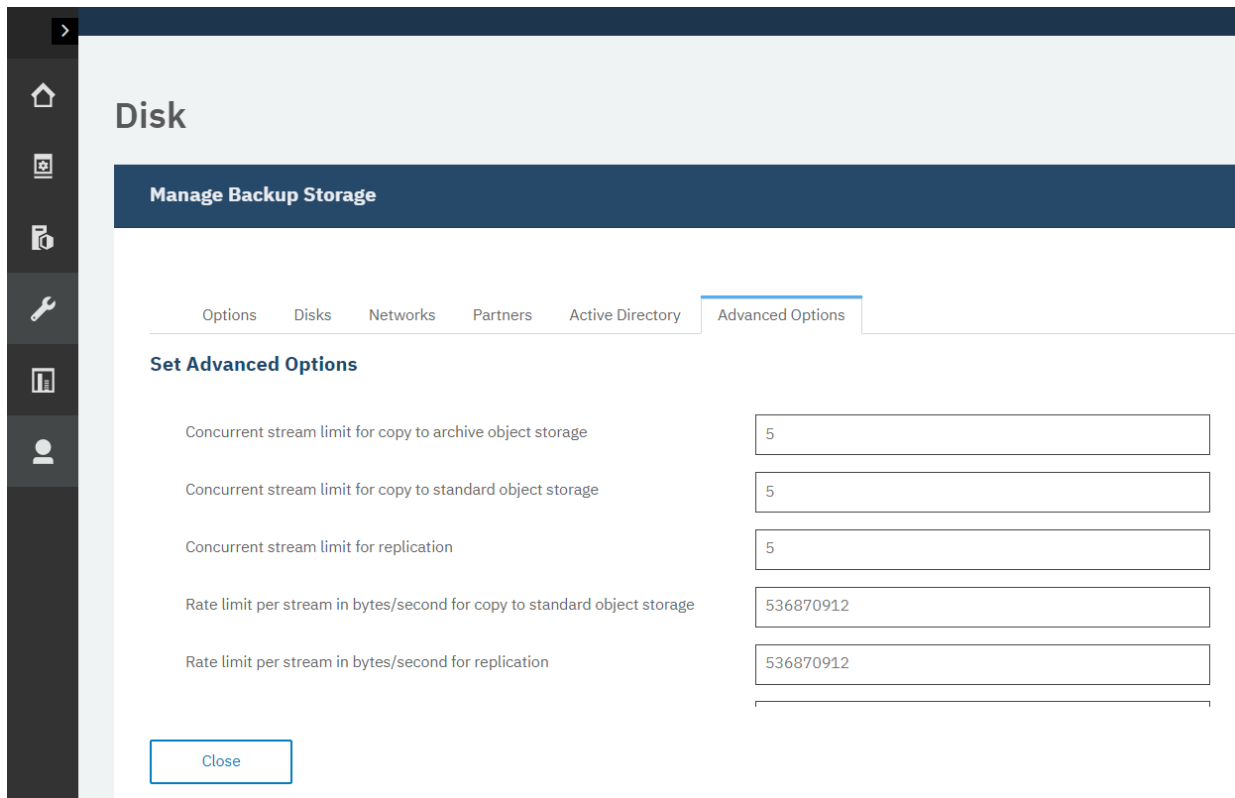 Disk
Manage Backup Storage
Options Disks Networks Partners Active Directory Advanced Options
Set Advanced Options
Concurrent stream limit for copy to archive object storage 5
Concurrent stream limit for copy to standard object storage 5
Concurrent stream limit for replication 5
Rate limit per stream in bytes/second for copy to standard object storage 536870912
Rate limit per stream in bytes/second for replication 536870912
Close